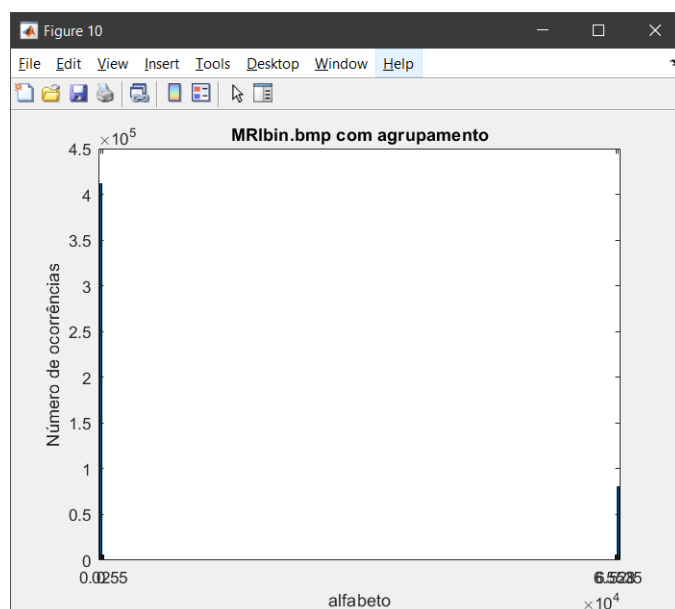 Figure 10
File Edit View Insert Tools Desktop Window Help
MRIbin.bmp com agrupamento
×10^5
4.5
4
3.5
3
2.5
2
1.5
1
0.5
0
Número de ocorrências
alfabeto
×10^4